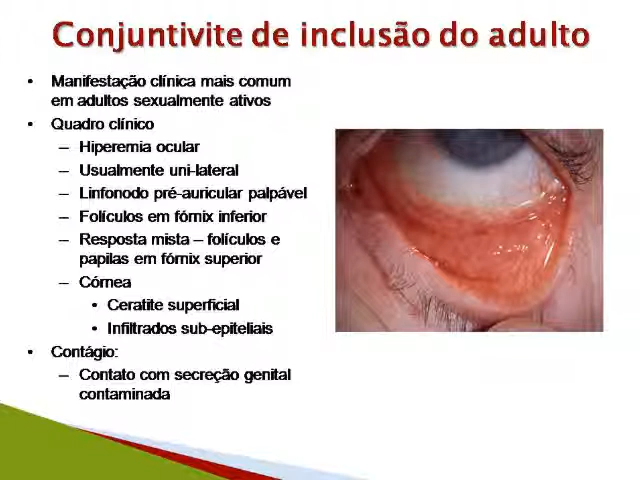 Conjuntivite de inclusão do adulto
• Manifestação clínica mais comum
em adultos sexualmente ativos
• Quadro clínico
– Hiperemia ocular
– Usualmente uni-lateral
– Linfonodo pré-auricular palpável
– Folículos em fórnix inferior
– Resposta mista – folículos e
papilas em fórnix superior
– Córnea
• Ceratite superficial
• Infiltrados sub-epiteliais
• Contágio:
– Contato com secreção genital
contaminada